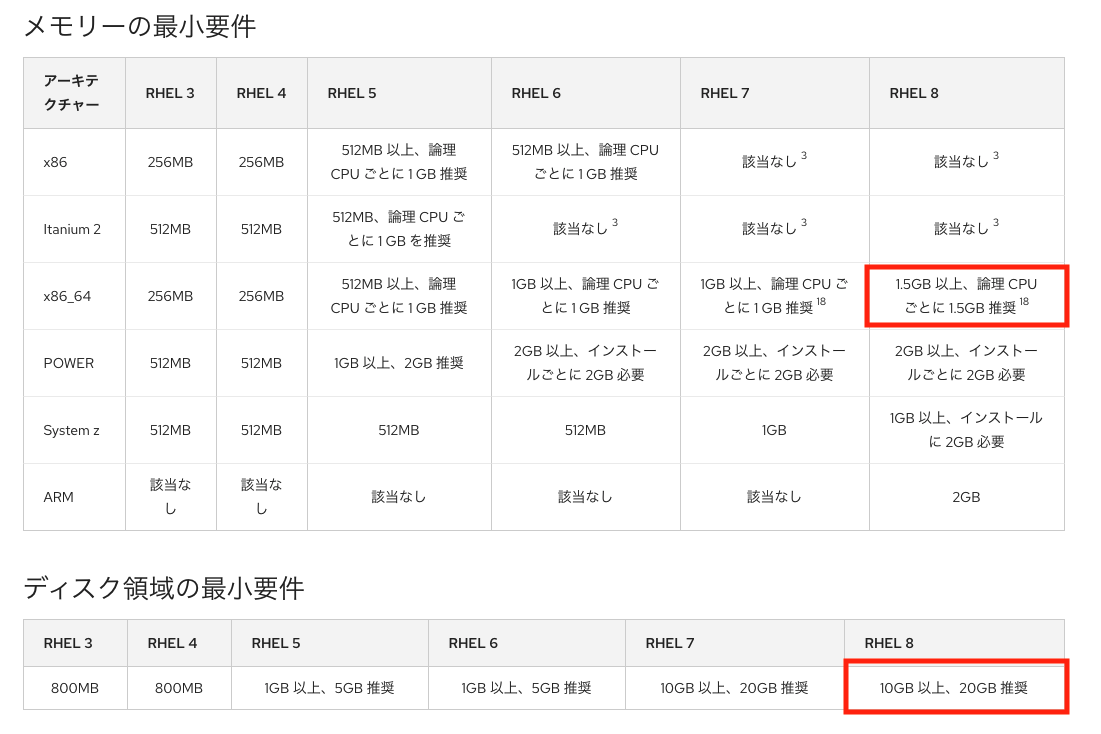 メモリーの最小要件
アーキテ
クチャー
RHEL 3
RHEL 4
RHEL 5
RHEL 6
RHEL 7
RHEL 8
x86
256MB
256MB
512MB 以上、論理
CPU ごとに 1 GB 推奨
512MB 以上、論理 CPU
ごとに 1 GB 推奨
該当なし 3
該当なし 3
Itanium 2
512MB
512MB
512MB、論理 CPU ご
とに 1 GB を推奨
該当なし 3
該当なし 3
該当なし 3
x86_64
256MB
256MB
512MB 以上、論理
CPU ごとに 1 GB 推奨
1GB 以上、論理 CPU ご
とに 1 GB 推奨
1GB 以上、論理 CPU ご
とに 1 GB 推奨 18
1.5GB 以上、論理 CPU
ごとに 1.5GB 推奨 18
POWER
512MB
512MB
1GB 以上、2GB 推奨
2GB 以上、インストー
ルごとに 2GB 必要
2GB 以上、インストー
ルごとに 2GB 必要
2GB 以上、インストー
ルごとに 2GB 必要
System z
512MB
512MB
512MB
512MB
1GB
1GB 以上、インストール
に 2GB 必要
ARM
該当な
し
該当な
し
該当なし
該当なし
該当なし
2GB
ディスク領域の最小要件
RHEL 3
RHEL 4
RHEL 5
RHEL 6
RHEL 7
RHEL 8
800MB
800MB
1GB 以上、5GB 推奨
1GB 以上、5GB 推奨
10GB 以上、20GB 推奨
10GB 以上、20GB 推奨